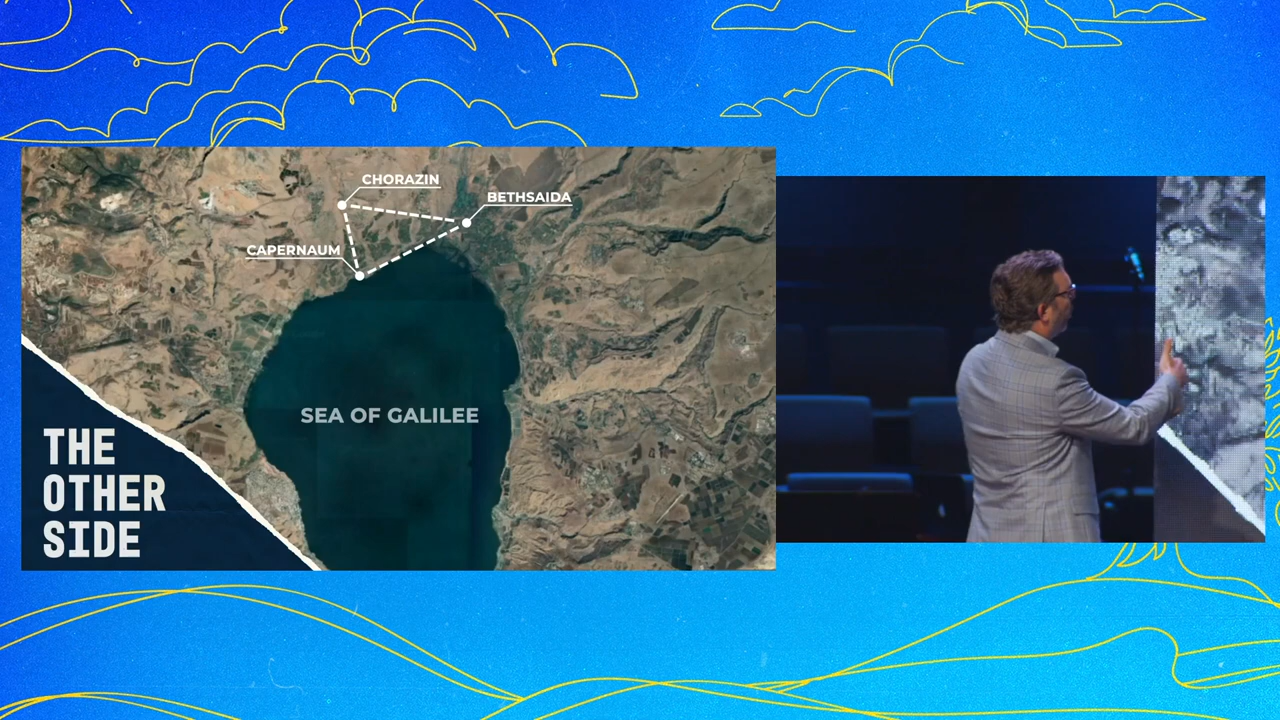 CHORAZIN
BETHSAIDA
CAPERNAUM
SEA OF GALILEE
THE
OTHER
SIDE